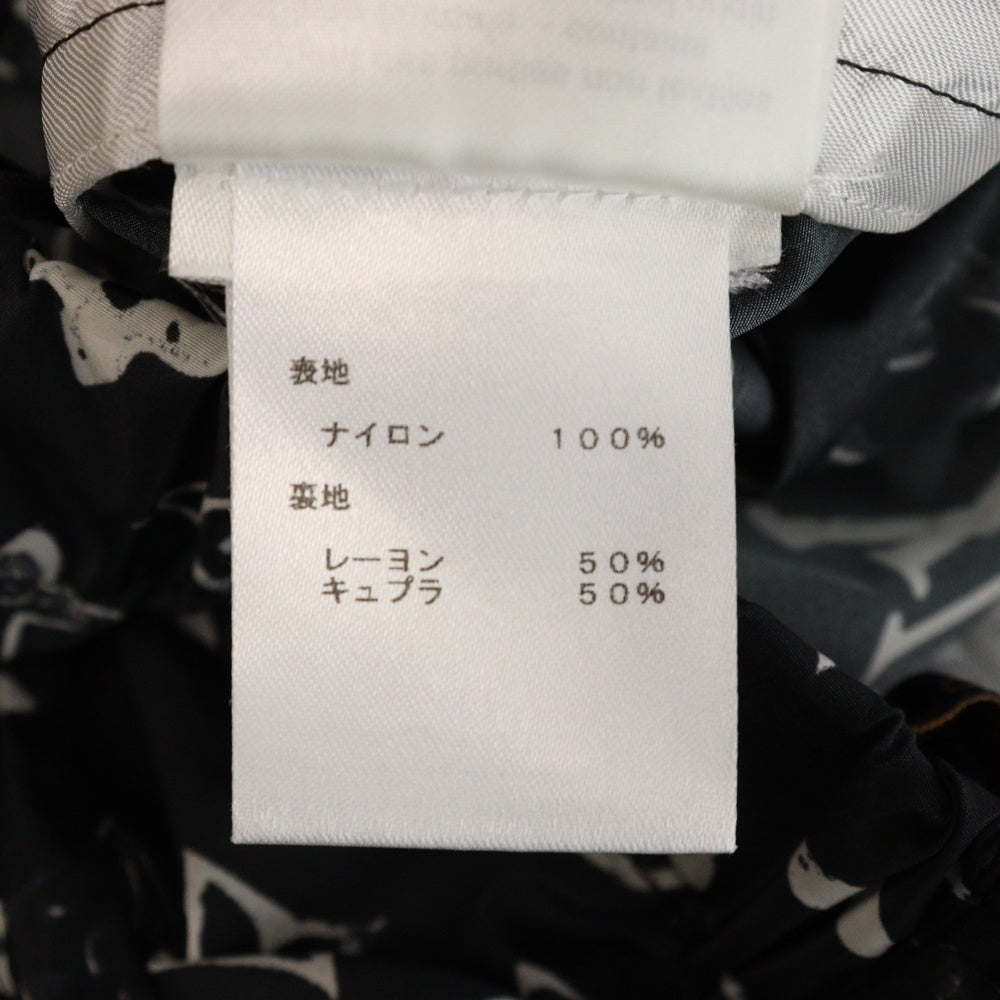 表地
ナイロン 100%
裏地
レーヨン 50%
キュプラ 50%